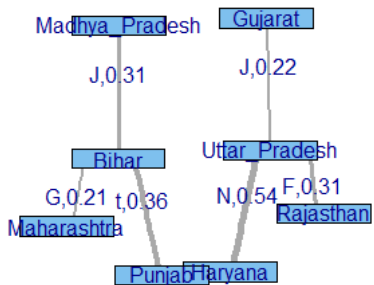 Madhya_Pradesh
Gujarat
J,0.31
J,0.22
Bihar
Uttar_Pradesh
G,0.21
t,0.36
N,0.54
F,0.31
Maharashtra
Rajasthan
Punjab
Haryana